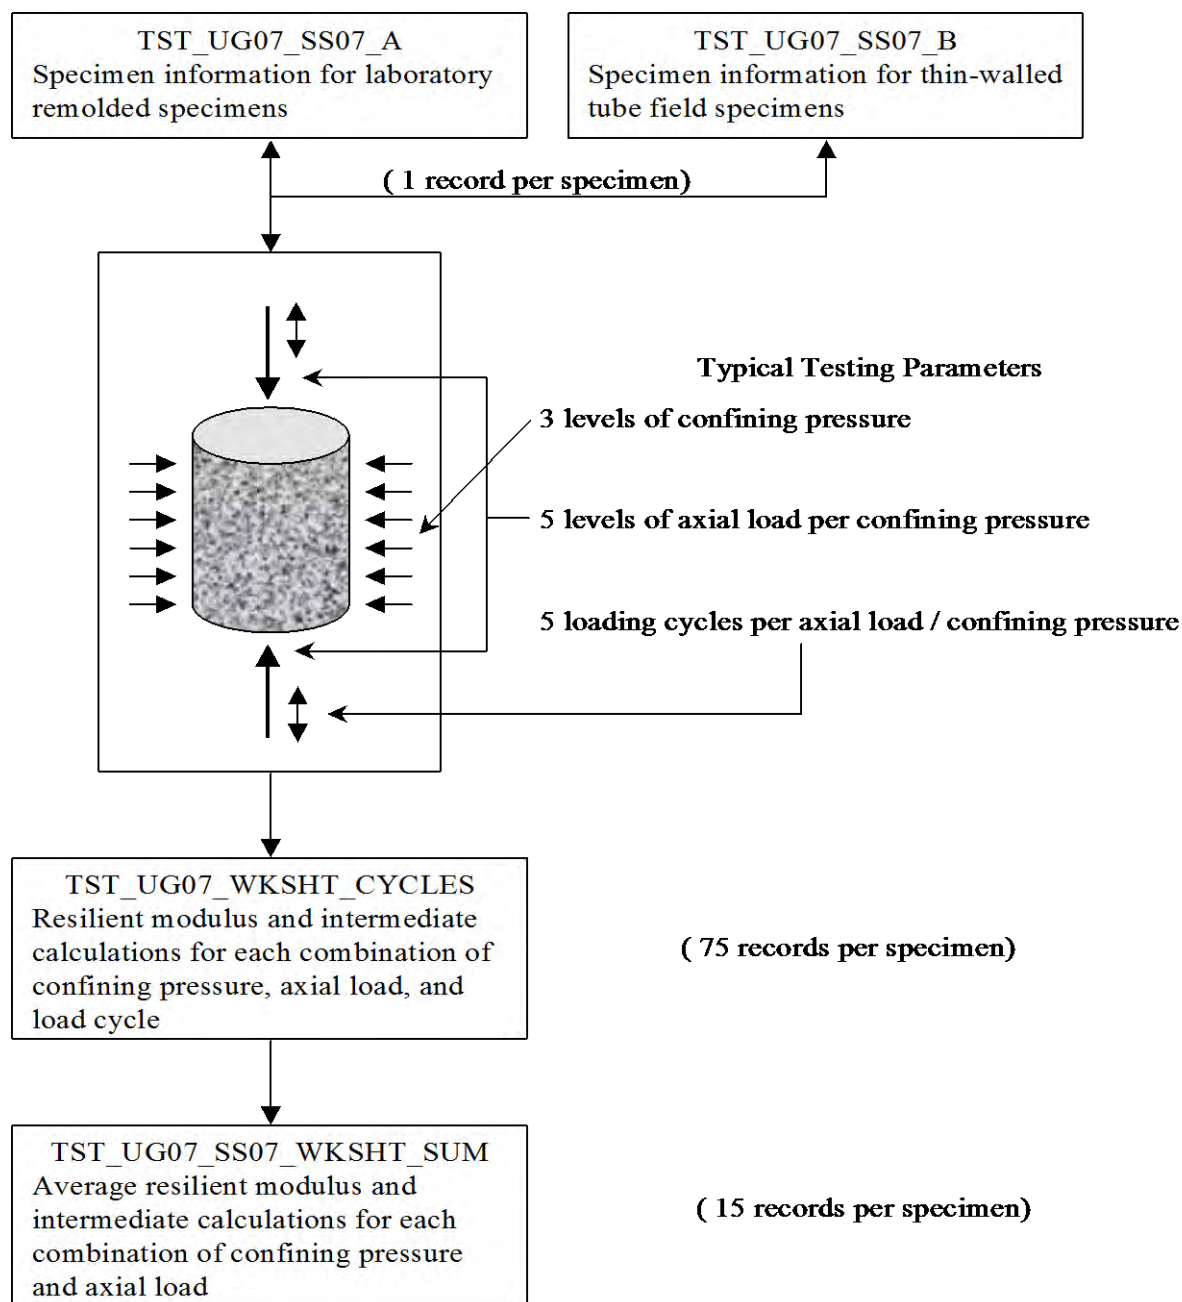 TST_UG07_SS07_A
Specimen information for laboratory
remolded specimens
TST_UG07_SS07_B
Specimen information for thin-walled
tube field specimens
( 1 record per specimen)
Typical Testing Parameters
3 levels of confining pressure
5 levels of axial load per confining pressure
5 loading cycles per axial load / confining pressure
TST_UG07_WKSHT_CYCLES
Resilient modulus and intermediate
calculations for each combination of
confining pressure, axial load, and
load cycle
( 75 records per specimen)
TST_UG07_SS07_WKSHT_SUM
Average resilient modulus and
intermediate calculations for each
combination of confining pressure
and axial load
( 15 records per specimen)